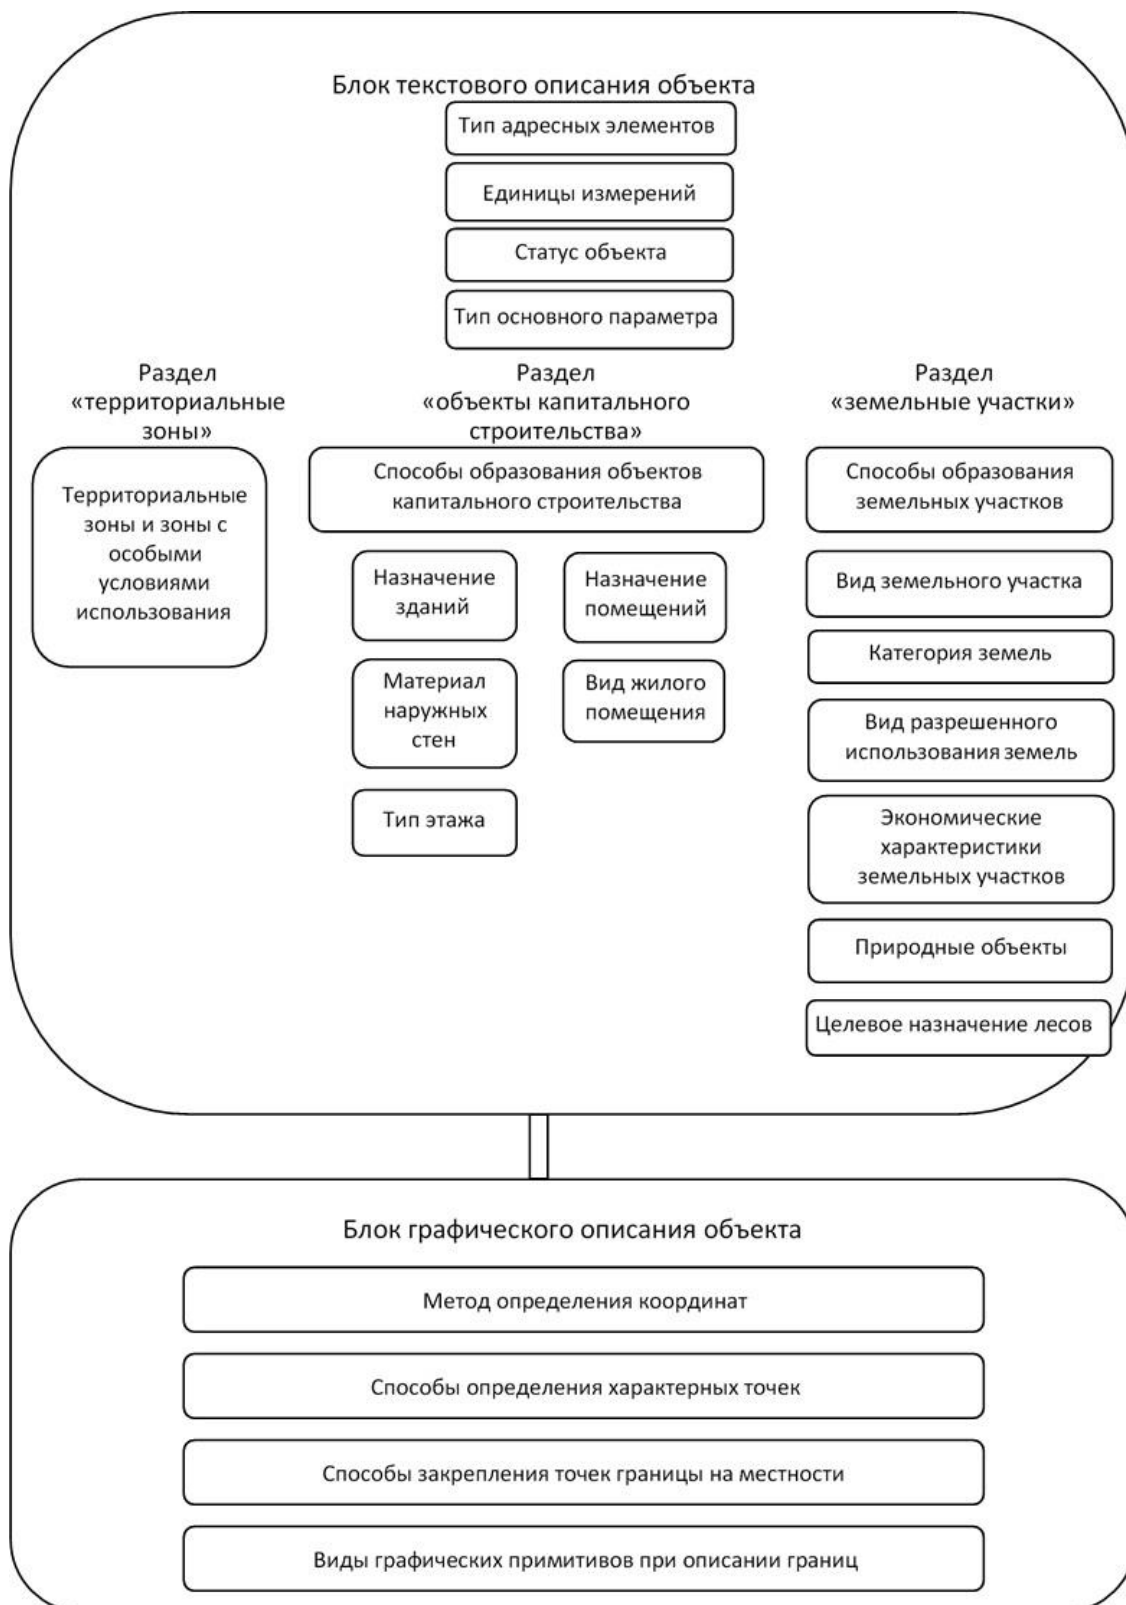 Блок текстового описания объекта
Тип адресных элементов
Единицы измерений
Статус объекта
Тип основного параметра
Раздел
«территориальные
зоны»
Территориальные
зоны и зоны с
особыми
условиями
использования
Раздел
«объекты капитального
строительства»
Способы образования объектов
капитального строительства
Назначение
зданий
Материал
наружных
стен
Тип этажа
Назначение
помещений
Вид жилого
помещения
Раздел
«земельные участки»
Способы образования
земельных участков
Вид земельного участка
Категория земель
Вид разрешенного
использования земель
Экономические
характеристики
земельных участков
Природные объекты
Целевое назначение лесов
Блок графического описания объекта
Метод определения координат
Способы определения характерных точек
Способы закрепления точек границы на местности
Виды графических примитивов при описании границ